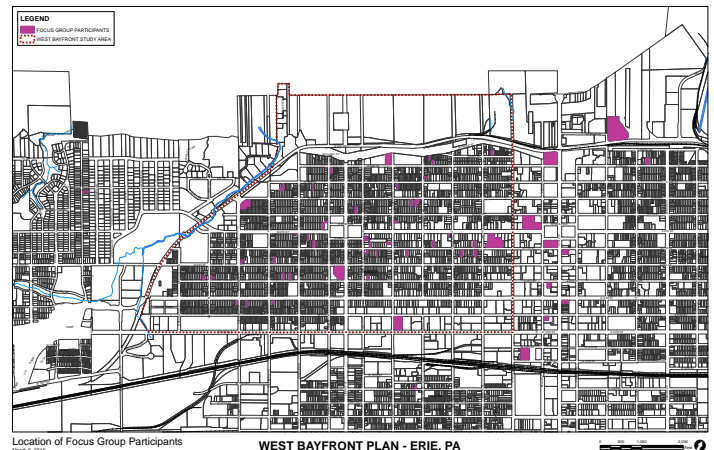 LEGEND
FOCUS GROUP PARTICIPANTS
WEST BAYFRONT STUDY AREA
Location of Focus Group Participants
WEST BAYFRONT PLAN - ERIE, PA
0 500 1,000 2,000
Feet